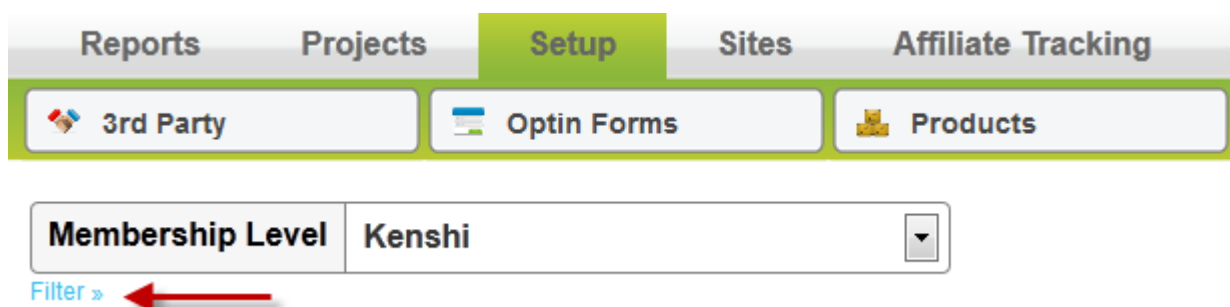 Reports Projects Setup Sites Affiliate Tracking
3rd Party Optin Forms Products
Membership Level Kenshi
Filter »